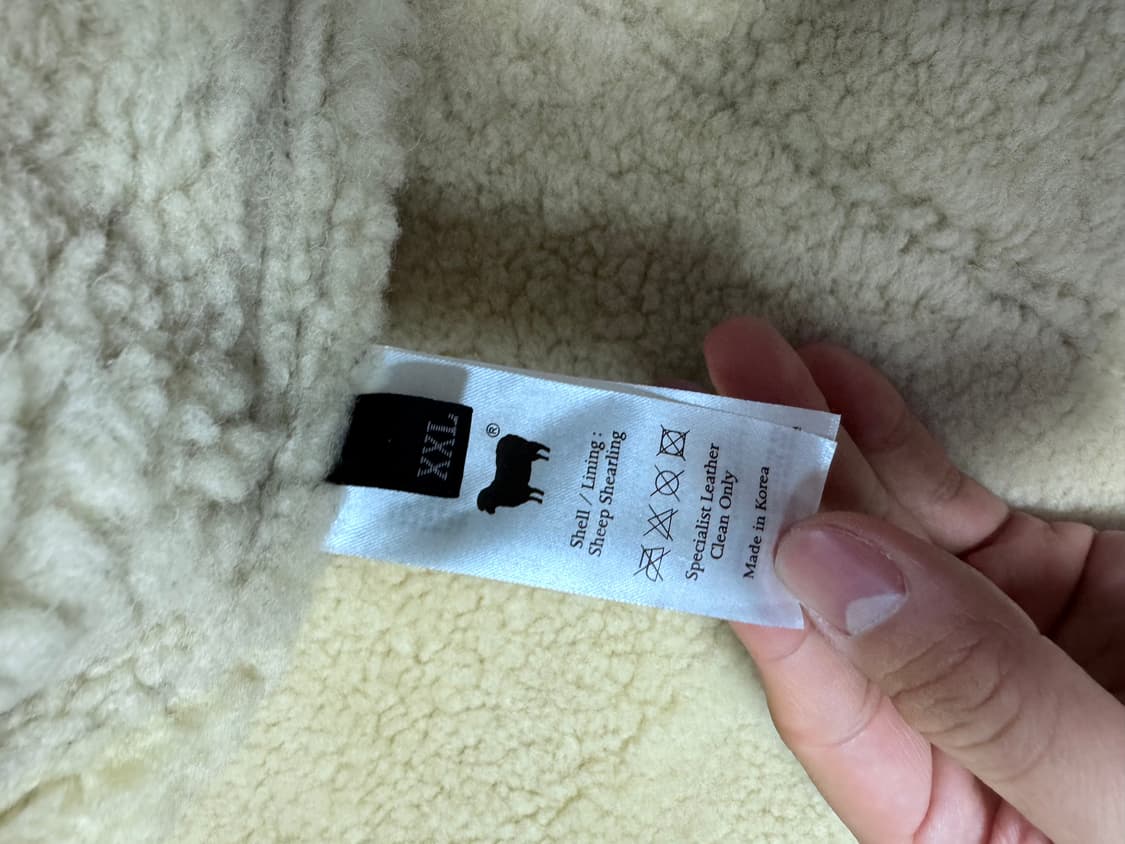 XXL
®
Shell / Lining :
Sheep Shearling
Specialist Leather
Clean Only
Made in Korea